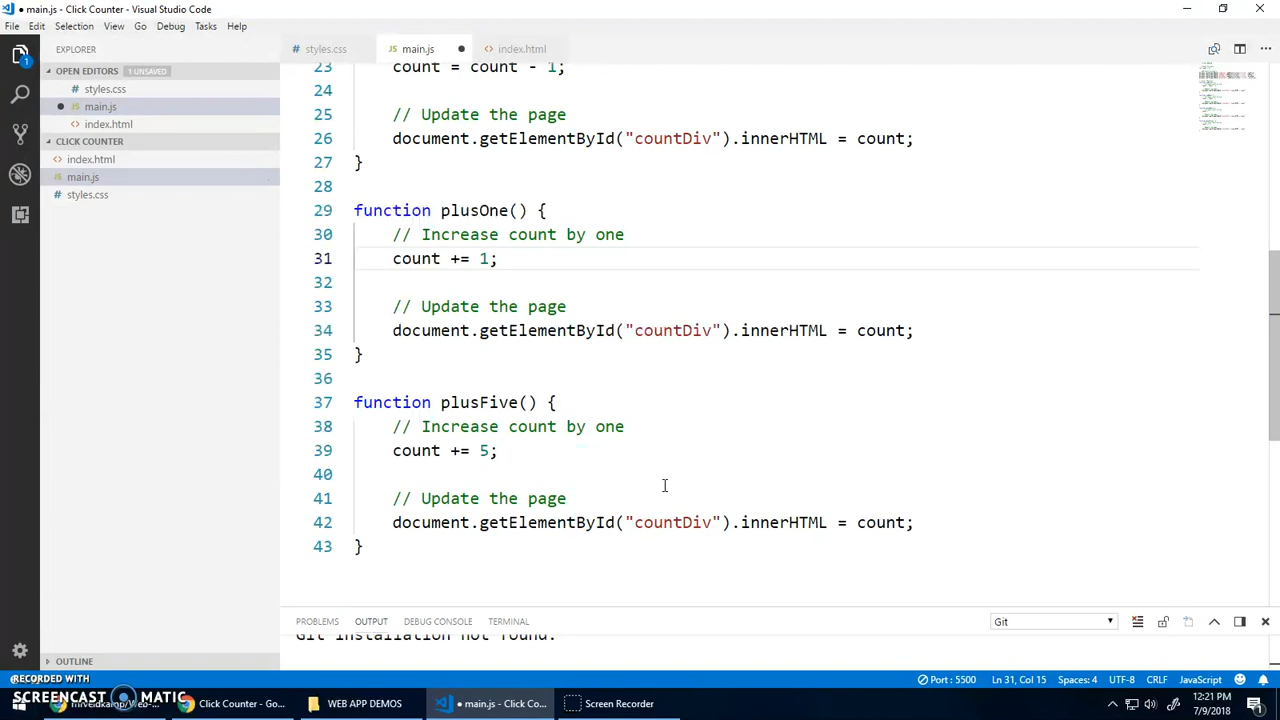 ● main.js - Click Counter - Visual Studio Code
File Edit Selection View Go Debug Tasks Help
EXPLORER
styles.css main.js ● index.html
OPEN EDITORS 1 UNSAVED
styles.css
● main.js
index.html
CLICK COUNTER
index.html
main.js
styles.css
OUTLINE
23 count = count - 1;
24
25 // Update the page
26 document.getElementById("countDiv").innerHTML = count;
27 }
28
29 function plusOne() {
30 // Increase count by one
31 count += 1;
32
33 // Update the page
34 document.getElementById("countDiv").innerHTML = count;
35 }
36
37 function plusFive() {
38 // Increase count by one
39 count += 5;
40
41 // Update the page
42 document.getElementById("countDiv").innerHTML = count;
43 }
PROBLEMS OUTPUT DEBUG CONSOLE TERMINAL Git
Git installation not found.
Port : 5500 Ln 31, Col 15 Spaces: 4 UTF-8 CRLF JavaScript
RECORDED WITH
SCREENCAST MATIC
Click Counter - Go...
WEB APP DEMOS
● main.js - Click Co...
Screen Recorder
12:21 PM
7/9/2018